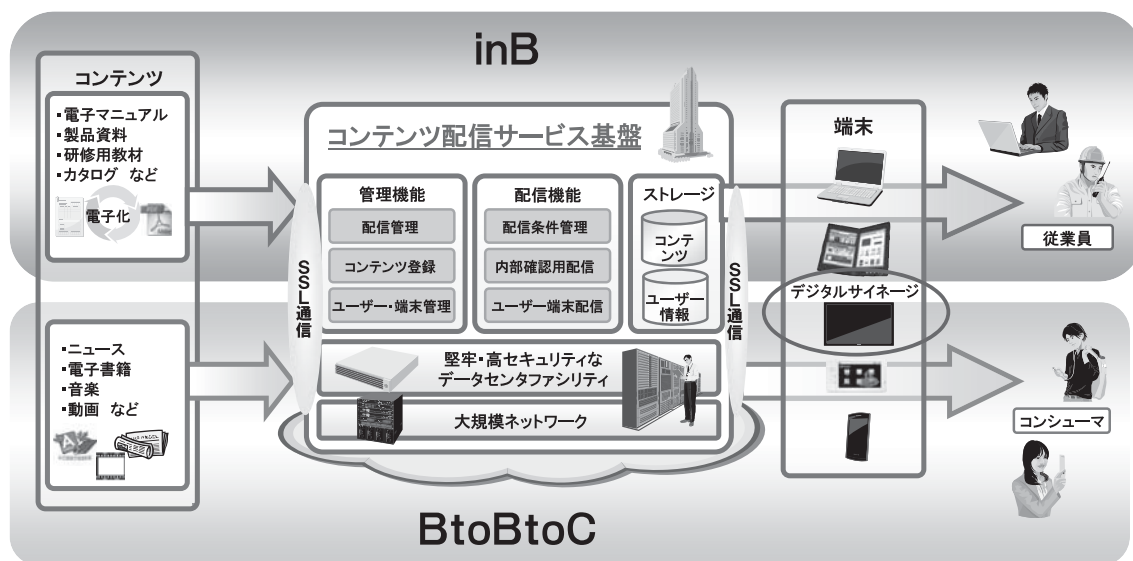 inB
コンテンツ
・電子マニュアル
・製品資料
・研修用教材
・カタログ など
電子化
コンテンツ配信サービス基盤
管理機能
配信管理
コンテンツ登録
ユーザー・端末管理
配信機能
配信条件管理
内部確認用配信
ユーザー端末配信
ストレージ
コンテ
ンツ
ユーザー
情報
SSL通信
SSL通信
端末
デジタルサイネージ
従業員
・ニュース
・電子書籍
・音楽
・動画 など
堅牢・高セキュリティな
データセンタファシリティ
大規模ネットワーク
コンシューマ
BtoBtoC